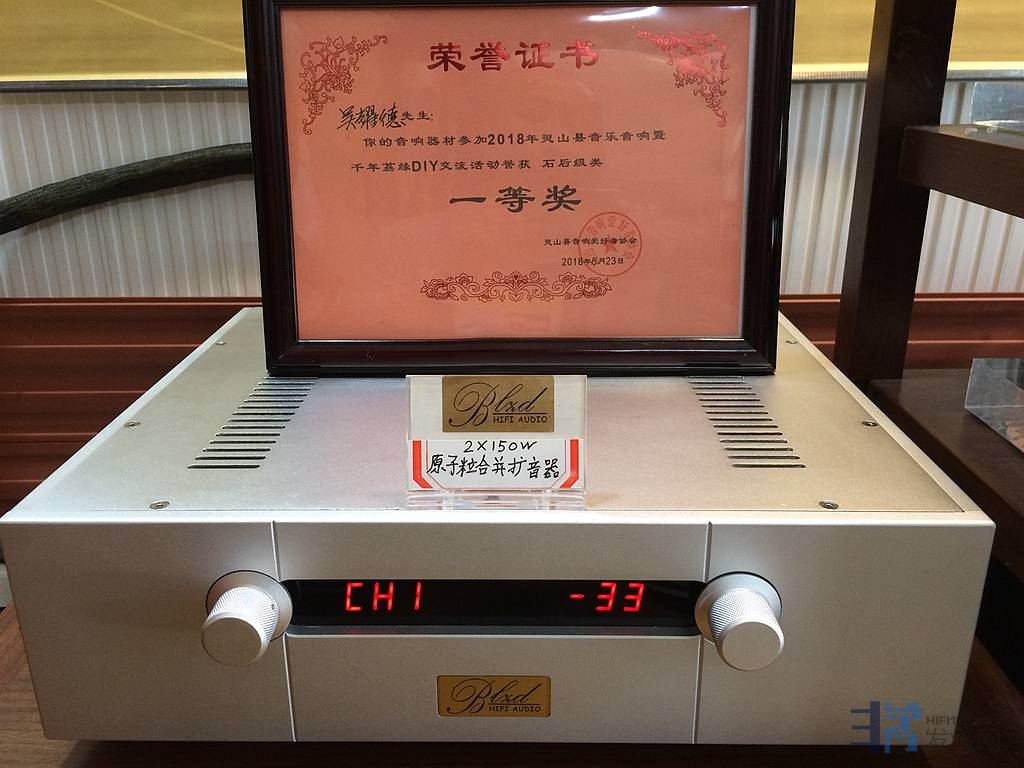 荣誉证书
吴耀德先生:
你的音响器材参加2018年灵山县音乐音响暨
千年荔缘DIY交流活动誉获 石后级类
一等奖
灵山县音响爱好者协会
2018年6月23日
Blzd
HIFI AUDIO
2X150W
原子粒合并扩音器
CH1 -33
Blzd
HIFI AUDIO